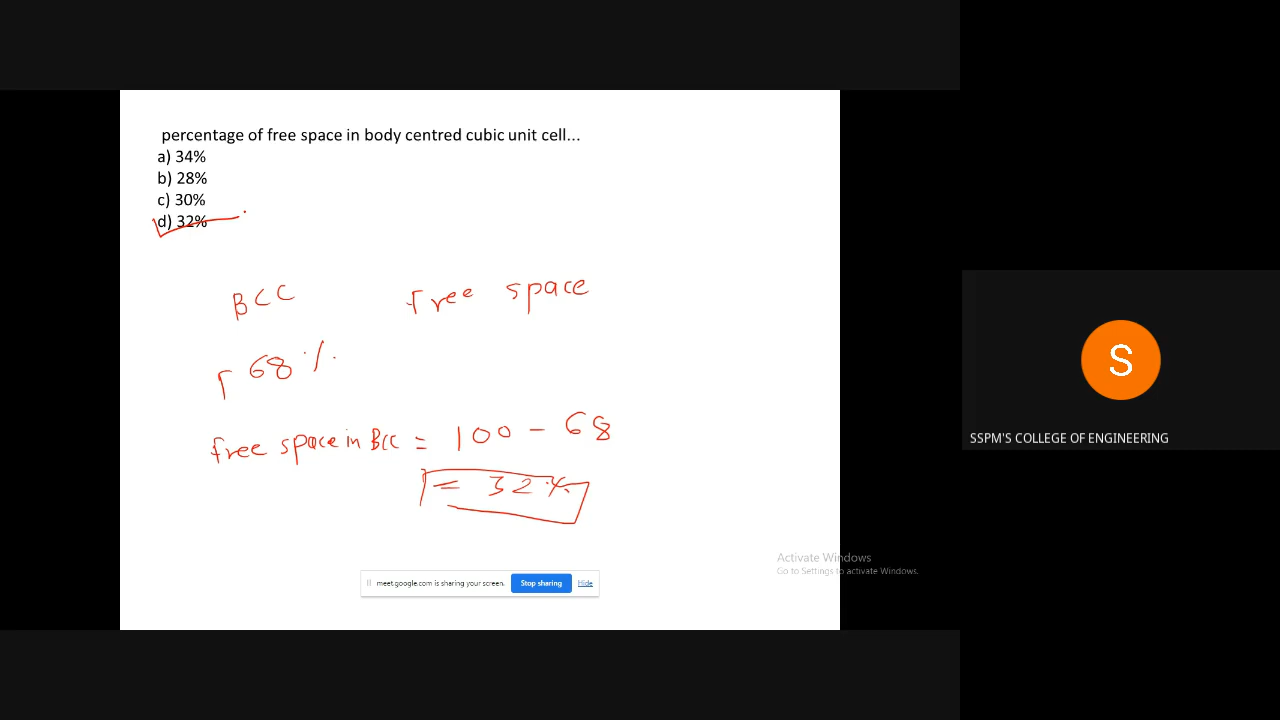 percentage of free space in body centred cubic unit cell...
a) 34%
b) 28%
c) 30%
d) 32%
BCC free space
68 %
free space in BCC = 100 - 68
= 32 %
S
SSPM'S COLLEGE OF ENGINEERING
Activate Windows
Go to Settings to activate Windows.
meet.google.com is sharing your screen. Stop sharing Hide